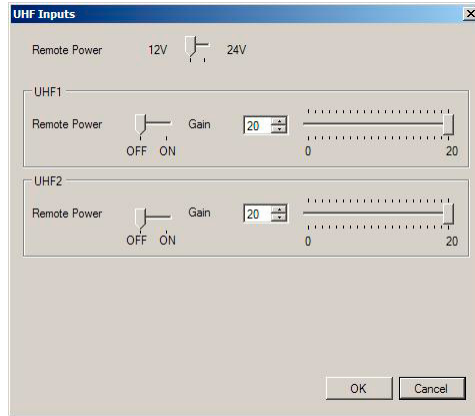 UHF Inputs
Remote Power 12V 24V
UHF1
Remote Power OFF ON Gain 20 0 20
UHF2
Remote Power OFF ON Gain 20 0 20
OK Cancel